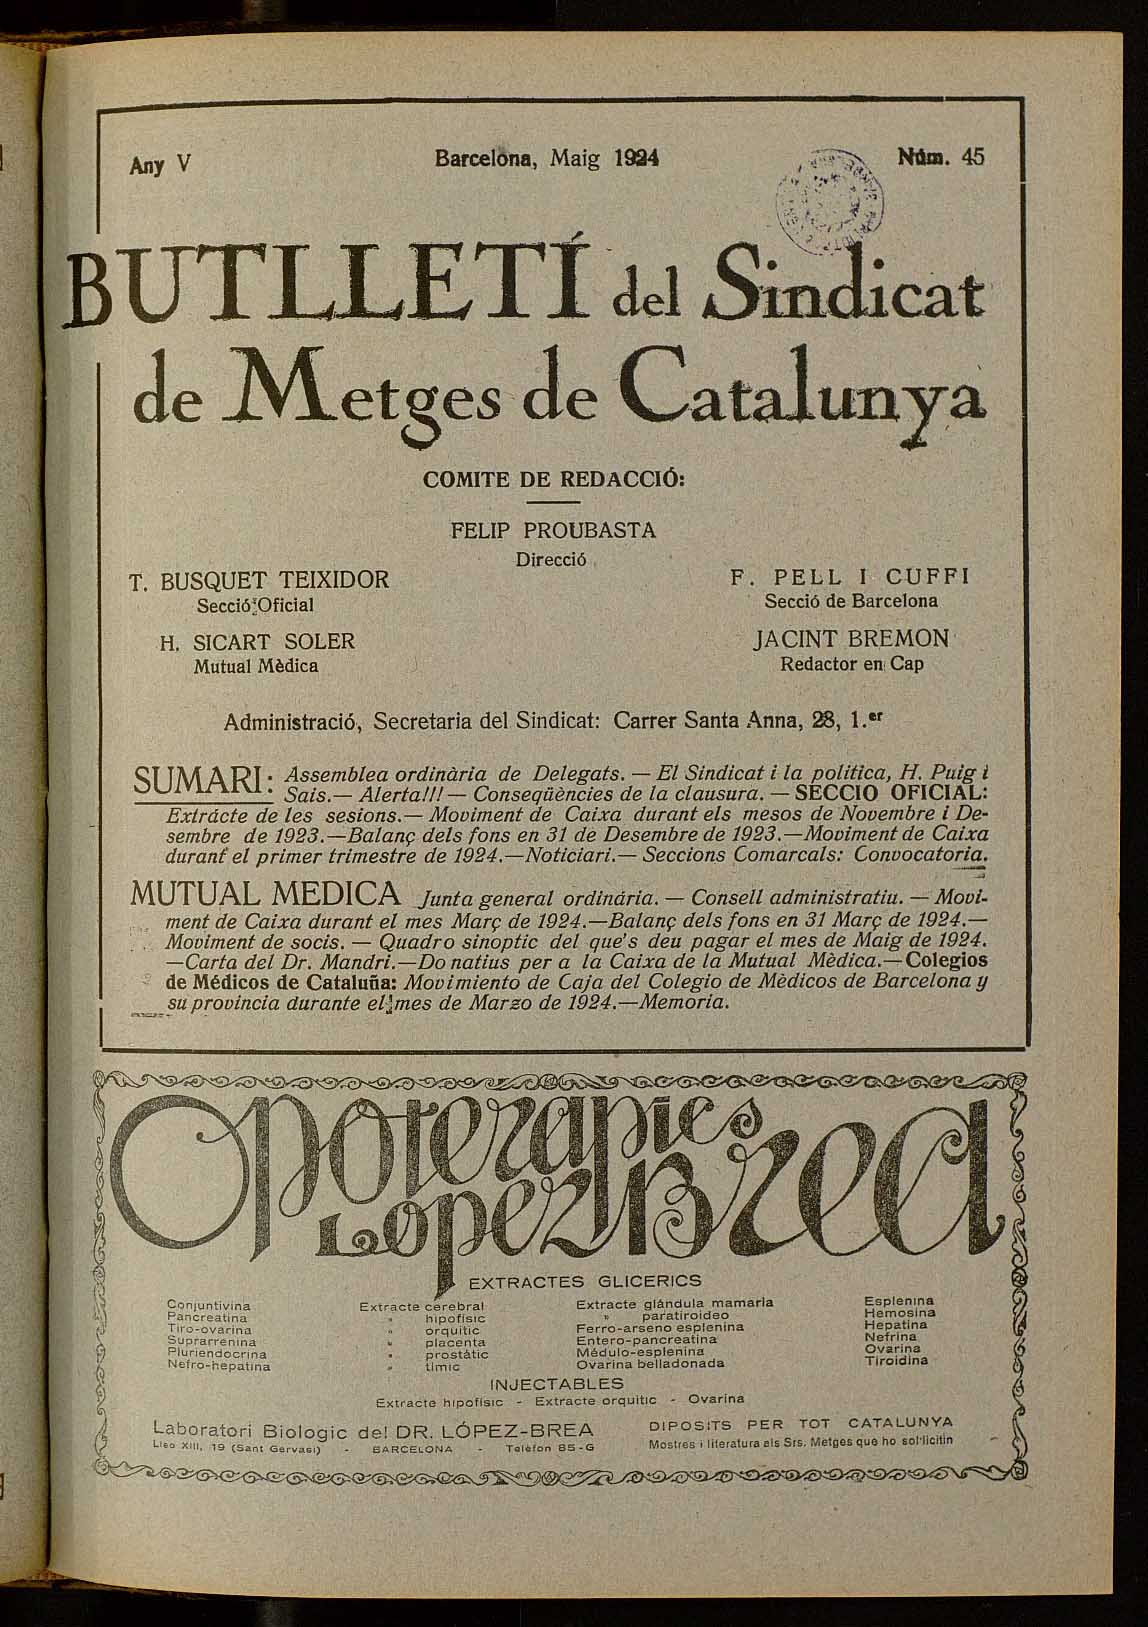 Any V Barcelona, Maig 1924 Núm. 45
BUTLLETÍ del Sindicat
de Metges de Catalunya
COMITE DE REDACCIÓ:
FELIP PROUBASTA
Direcció
T. BUSQUET TEIXIDOR
Secció Oficial
H. SICART SOLER
Mutual Mèdica
F. PELL I CUFFI
Secció de Barcelona
JACINT BREMON
Redactor en Cap
Administració, Secretaria del Sindicat: Carrer Santa Anna, 28, 1.er
SUMARI: Assemblea ordinària de Delegats. — El Sindicat i la politica, H. Puig i
Sais.— Alerta!!! — Conseqüències de la clausura. — SECCIO OFICIAL:
Extrácte de les sesions.— Moviment de Caixa durant els mesos de Novembre i De-
sembre de 1923.—Balanç dels fons en 31 de Desembre de 1923.—Moviment de Caixa
durant el primer trimestre de 1924.—Noticiari.— Seccions Comarcals: Convocatoria.
MUTUAL MEDICA Junta general ordinária. — Consell administratiu. — Movi-
ment de Caixa durant el mes Març de 1924.—Balanç dels fons en 31 Març de 1924.—
Moviment de socis. — Quadro sinoptic del que's deu pagar el mes de Maig de 1924.
—Carta del Dr. Mandri.—Donatius per a la Caixa de la Mutual Mèdica.—Colegios
de Médicos de Cataluña: Movimiento de Caja del Colegio de Mèdicos de Barcelona y
su provincia durante el mes de Marzo de 1924.—Memoria.
Opoteràpies
Lopez Brea
EXTRACTES GLICERICS
Conjuntivina
Pancreatina
Tiro-ovarina
Suprarrenina
Pluriendocrina
Nefro-hepatina
Extracte cerebral
" hipofísic
" orquitic
" placenta
" prostàtic
" timic
Extracte glàndula mamaria
" paratiroideo
Ferro-arseno esplenina
Entero-pancreatina
Mèdulo-esplenina
Ovarina belladonada
Esplenina
Hemosina
Hepatina
Nefrina
Ovarina
Tiroidina
INJECTABLES
Extracte hipofísic - Extracte orquitic - Ovarina
Laboratori Biologic del DR. LÓPEZ-BREA
XIII, 19 (Sant Gervasi) - BARCELONA - Telèfon 85-G
DIPOSITS PER TOT CATALUNYA
Mostres i literatura als Srs. Metges que ho sol·licitin